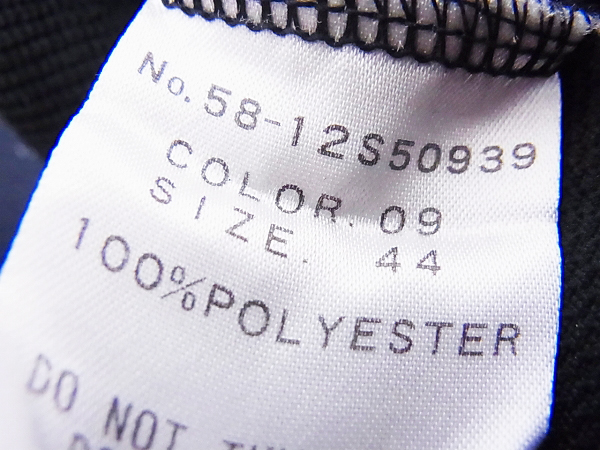 No. 58-12S50939
COLOR. 09
SIZE. 44
100%POLYESTER
DO NOT